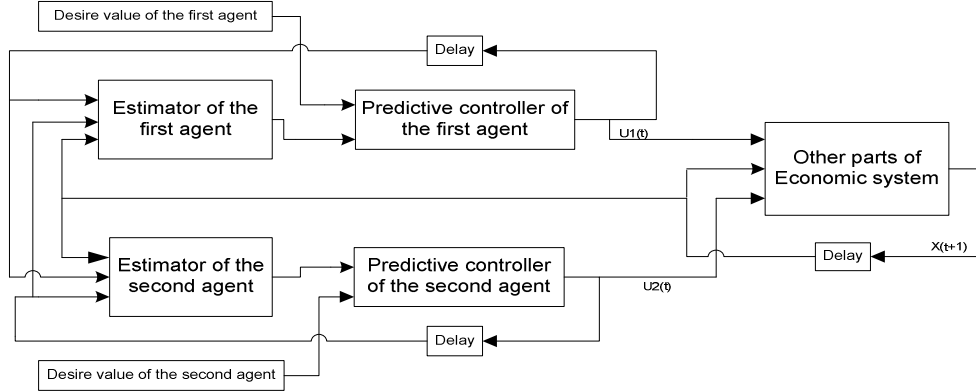 Desire value of the first agent
Delay
Estimator of the
first agent
Predictive controller of
the first agent
U1(t)
Other parts of
Economic system
Estimator of the
second agent
Predictive controller
of the second agent
U2(t)
Delay
X(t+1)
Delay
Desire value of the second agent